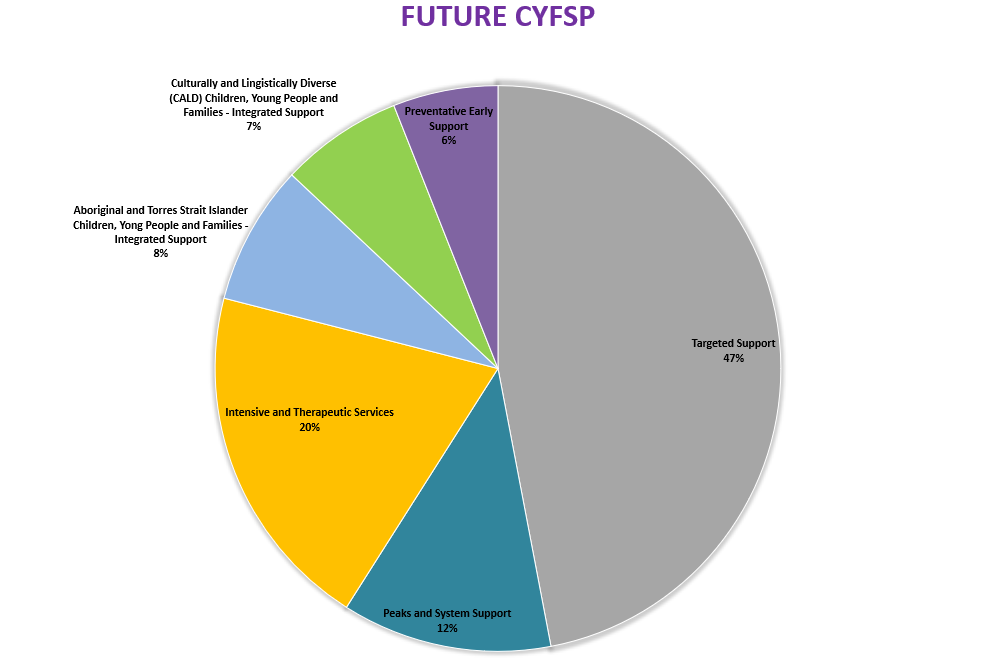 FUTURE CYFSP
Culturally and Lingistically Diverse
(CALD) Children, Young People and
Families - Integrated Support
7%
Preventative Early
Support
6%
Aboriginal and Torres Strait Islander
Children, Yong People and Families -
Integrated Support
8%
Targeted Support
47%
Intensive and Therapeutic Services
20%
Peaks and System Support
12%